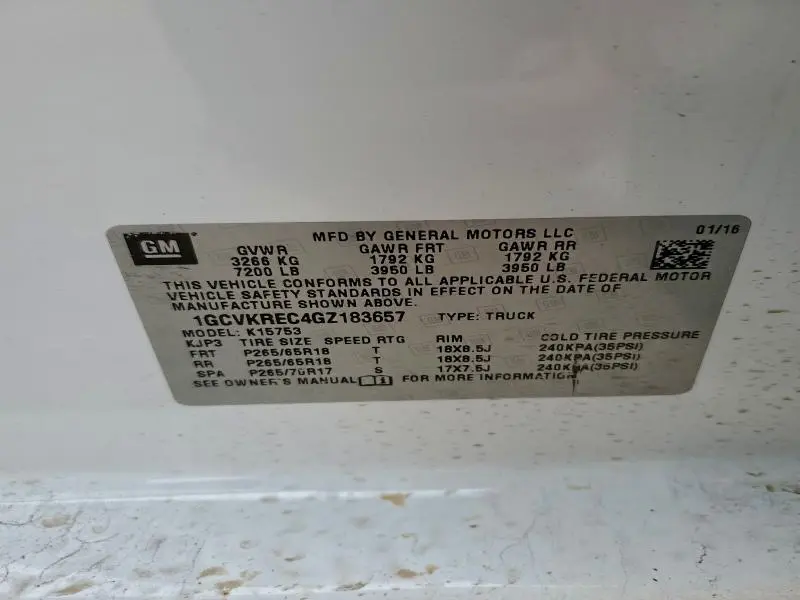 GM
MFD BY GENERAL MOTORS LLC
01/16
GVWR GAWR FRT GAWR RR
3266 KG 1792 KG 1792 KG
7200 LB 3950 LB 3950 LB
THIS VEHICLE CONFORMS TO ALL APPLICABLE U.S. FEDERAL MOTOR
VEHICLE SAFETY STANDARDS IN EFFECT ON THE DATE OF
MANUFACTURE SHOWN ABOVE.
1GCVKREC4GZ183657 TYPE: TRUCK
MODEL: K15753
KJP3 TIRE SIZE SPEED RTG RIM COLD TIRE PRESSURE
FRT P265/65R18 T 18X8.5J 240KPA(35PSI)
RR P265/65R18 T 18X8.5J 240KPA(35PSI)
SPA P265/70R17 S 17X7.5J 240KPA(35PSI)
SEE OWNER'S MANUAL FOR MORE INFORMATION